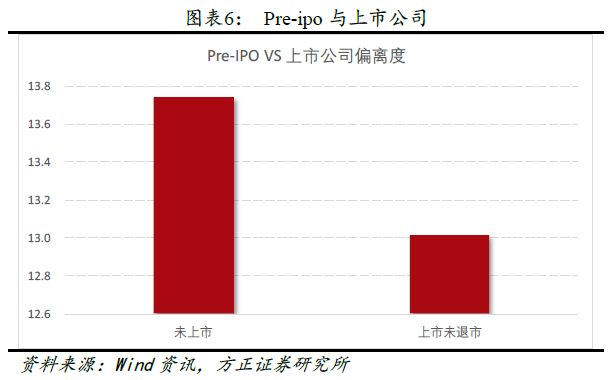 图表6: Pre-ipo 与上市公司
Pre-IPO VS 上市公司偏离度
13.8
13.6
13.4
13.2
13.0
12.8
12.6
未上市 上市未退市
资料来源:Wind 资讯,方正证券研究所